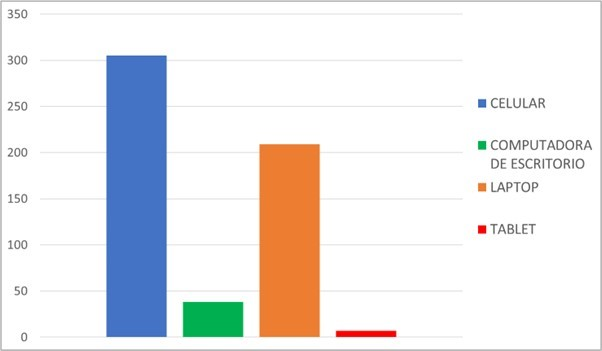 350
300
250
200
150
100
50
0
CELULAR
COMPUTADORA
DE ESCRITORIO
LAPTOP
TABLET